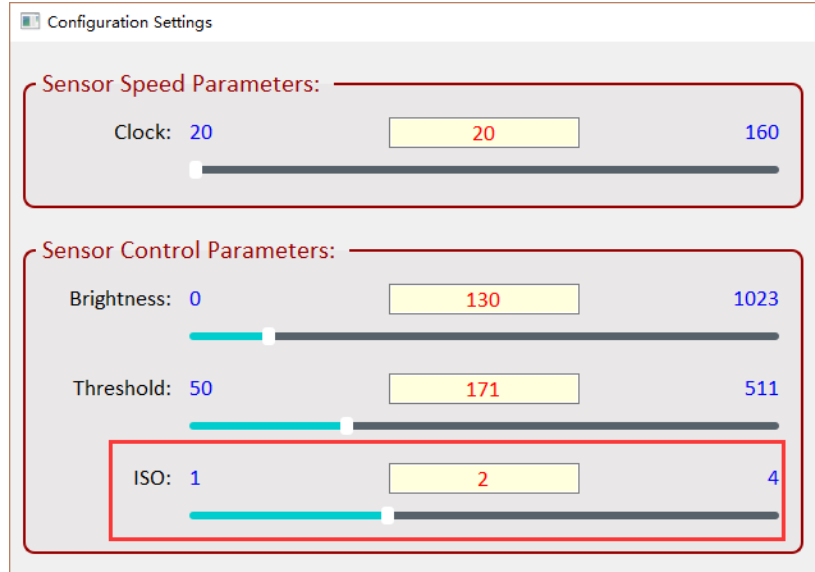 Configuration Settings
Sensor Speed Parameters:
Clock: 20 20 160
Sensor Control Parameters:
Brightness: 0 130 1023
Threshold: 50 171 511
ISO: 1 2 4